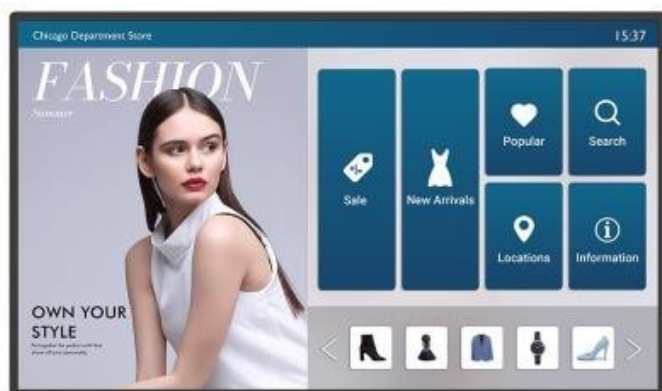 Chicago Department Store
15:37
FASHION
Summer
Sale
New Arrivals
Popular
Search
Locations
Information
OWN YOUR
STYLE